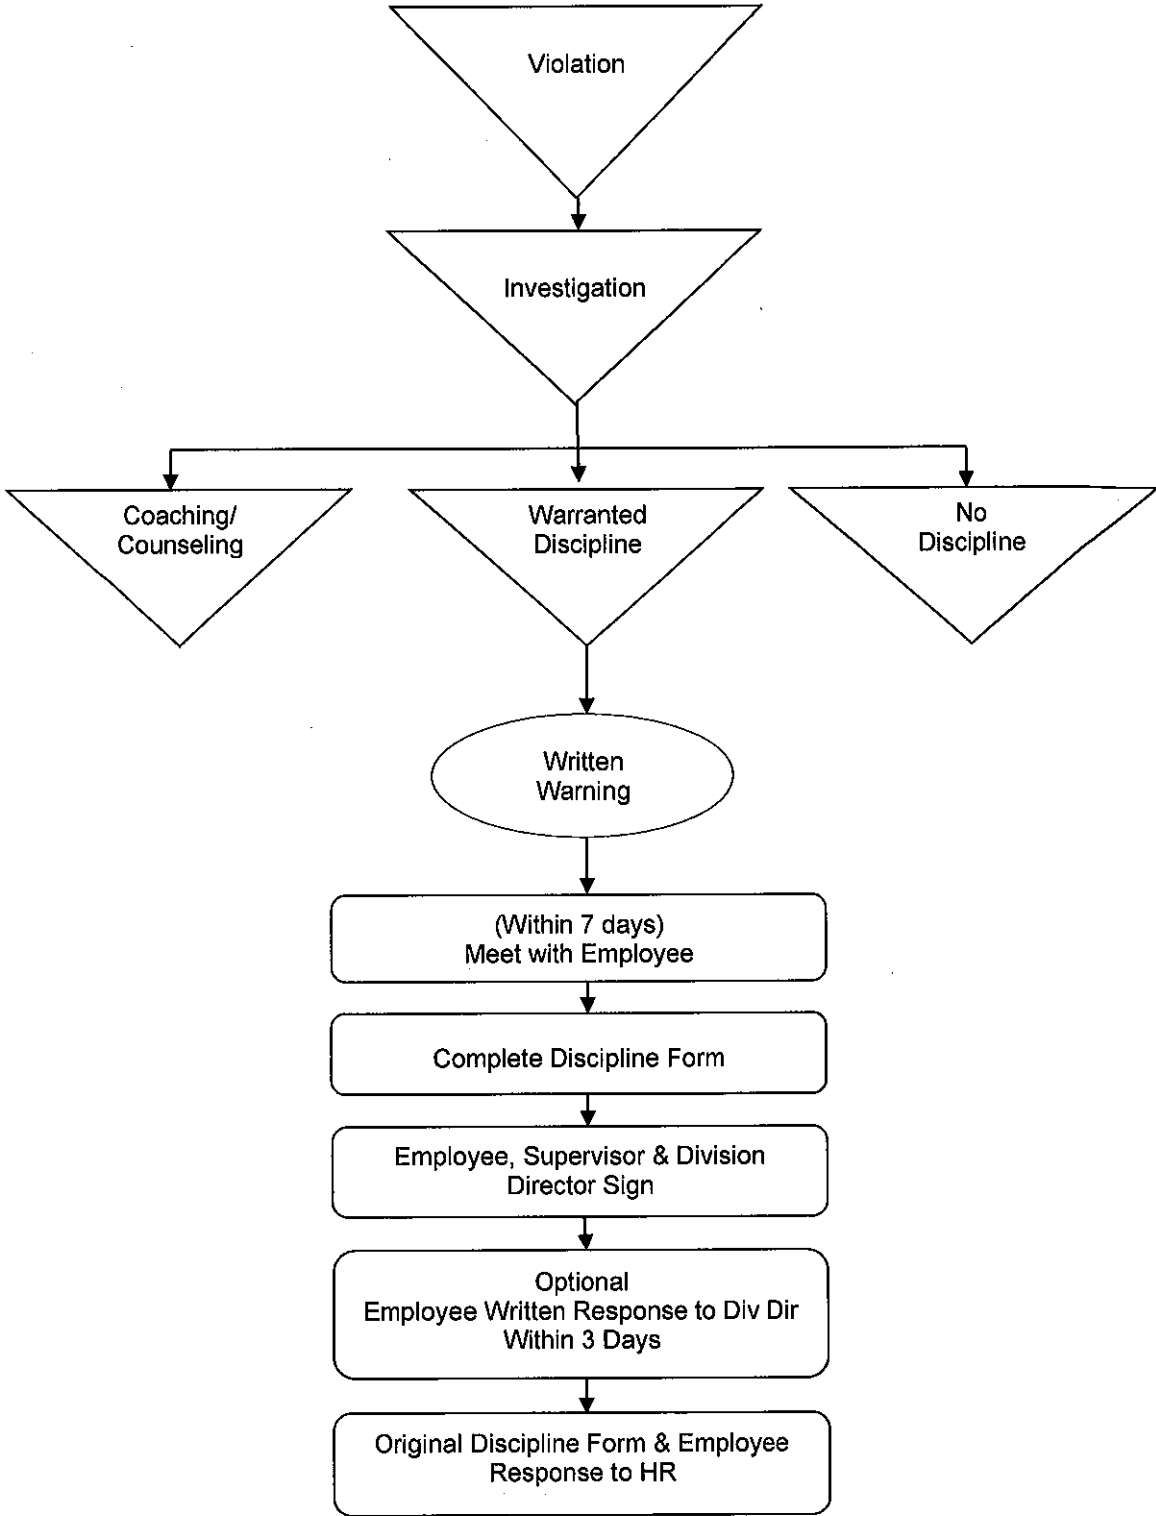 Violation
Investigation
Coaching/
Counseling
Warranted
Discipline
No
Discipline
Written
Warning
(Within 7 days)
Meet with Employee
Complete Discipline Form
Employee, Supervisor & Division
Director Sign
Optional
Employee Written Response to Div Dir
Within 3 Days
Original Discipline Form & Employee
Response to HR